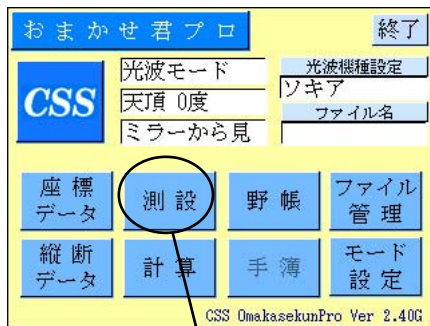 おまかせ君プロ
終了
CSS
光波モード
天頂 0度
ミラーから見
光波機種設定
ソキア
ファイル名
座標
データ
測設
野帳
ファイル
管理
縦断
データ
計算
手簿
モード
設定
CSS OmakasekunPro Ver 2.40G